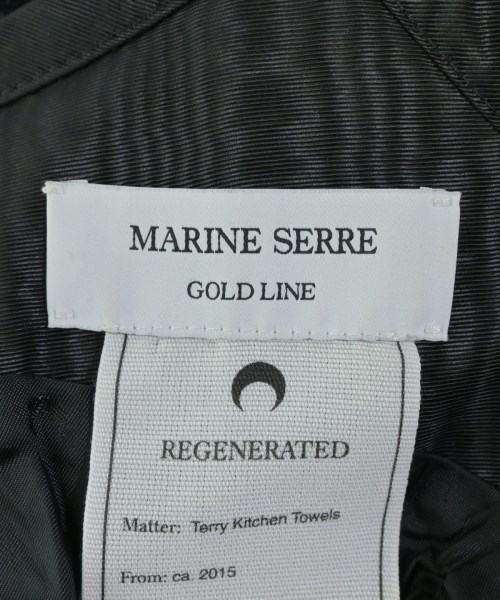 MARINE SERRE
GOLD LINE
REGENERATED
Matter: Terry Kitchen Towels
From: ca. 2015